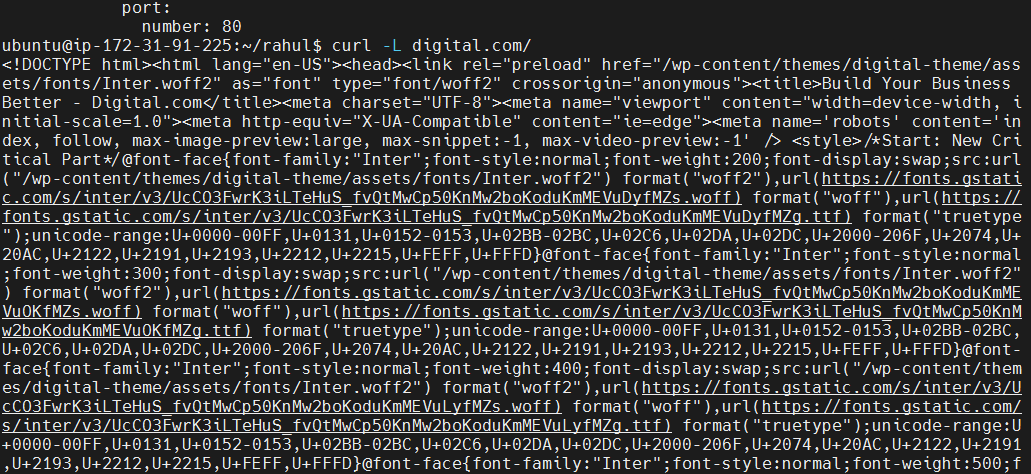 port:
number: 80
ubuntu@ip-172-31-91-225:~/rahul$ curl -L digital.com/
<!DOCTYPE html><html lang="en-US"><head><link rel="preload" href="/wp-content/themes/digital-theme/ass
ets/fonts/Inter.woff2" as="font" type="font/woff2" crossorigin="anonymous"><title>Build Your Business
Better - Digital.com</title><meta charset="UTF-8"><meta name="viewport" content="width=device-width, i
nitial-scale=1.0"><meta http-equiv="X-UA-Compatible" content="ie=edge"><meta name='robots' content='in
dex, follow, max-image-preview:large, max-snippet:-1, max-video-preview:-1' /> <style>/*Start: New Cri
tical Part*/@font-face{font-family:"Inter";font-style:normal;font-weight:200;font-display:swap;src:url
("/wp-content/themes/digital-theme/assets/fonts/Inter.woff2") format("woff2"),url(https://fonts.gstati
c.com/s/inter/v3/UcCO3FwrK3iLTeHuS_fvQtMwCp50KnMw2boKoduKmMEVuDyfMZs.woff) format("woff"),url(https://
fonts.gstatic.com/s/inter/v3/UcCO3FwrK3iLTeHuS_fvQtMwCp50KnMw2boKoduKmMEVuDyfMZg.ttf) format("truetype
");unicode-range:U+0000-00FF,U+0131,U+0152-0153,U+02BB-02BC,U+02C6,U+02DA,U+02DC,U+2000-206F,U+2074,U+
20AC,U+2122,U+2191,U+2193,U+2212,U+2215,U+FEFF,U+FFFD}@font-face{font-family:"Inter";font-style:normal
;font-weight:300;font-display:swap;src:url("/wp-content/themes/digital-theme/assets/fonts/Inter.woff2"
) format("woff2"),url(https://fonts.gstatic.com/s/inter/v3/UcCO3FwrK3iLTeHuS_fvQtMwCp50KnMw2boKoduKmME
VuOKfMZs.woff) format("woff"),url(https://fonts.gstatic.com/s/inter/v3/UcCO3FwrK3iLTeHuS_fvQtMwCp50KnM
w2boKoduKmMEVuOKfMZg.ttf) format("truetype");unicode-range:U+0000-00FF,U+0131,U+0152-0153,U+02BB-02BC,
U+02C6,U+02DA,U+02DC,U+2000-206F,U+2074,U+20AC,U+2122,U+2191,U+2193,U+2212,U+2215,U+FEFF,U+FFFD}@font-
face{font-family:"Inter";font-style:normal;font-weight:400;font-display:swap;src:url("/wp-content/them
es/digital-theme/assets/fonts/Inter.woff2") format("woff2"),url(https://fonts.gstatic.com/s/inter/v3/U
cCO3FwrK3iLTeHuS_fvQtMwCp50KnMw2boKoduKmMEVuLyfMZs.woff) format("woff"),url(https://fonts.gstatic.com/
s/inter/v3/UcCO3FwrK3iLTeHuS_fvQtMwCp50KnMw2boKoduKmMEVuLyfMZg.ttf) format("truetype");unicode-range:U
+0000-00FF,U+0131,U+0152-0153,U+02BB-02BC,U+02C6,U+02DA,U+02DC,U+2000-206F,U+2074,U+20AC,U+2122,U+2191
,U+2193,U+2212,U+2215,U+FEFF,U+FFFD}@font-face{font-family:"Inter";font-style:normal;font-weight:500;f